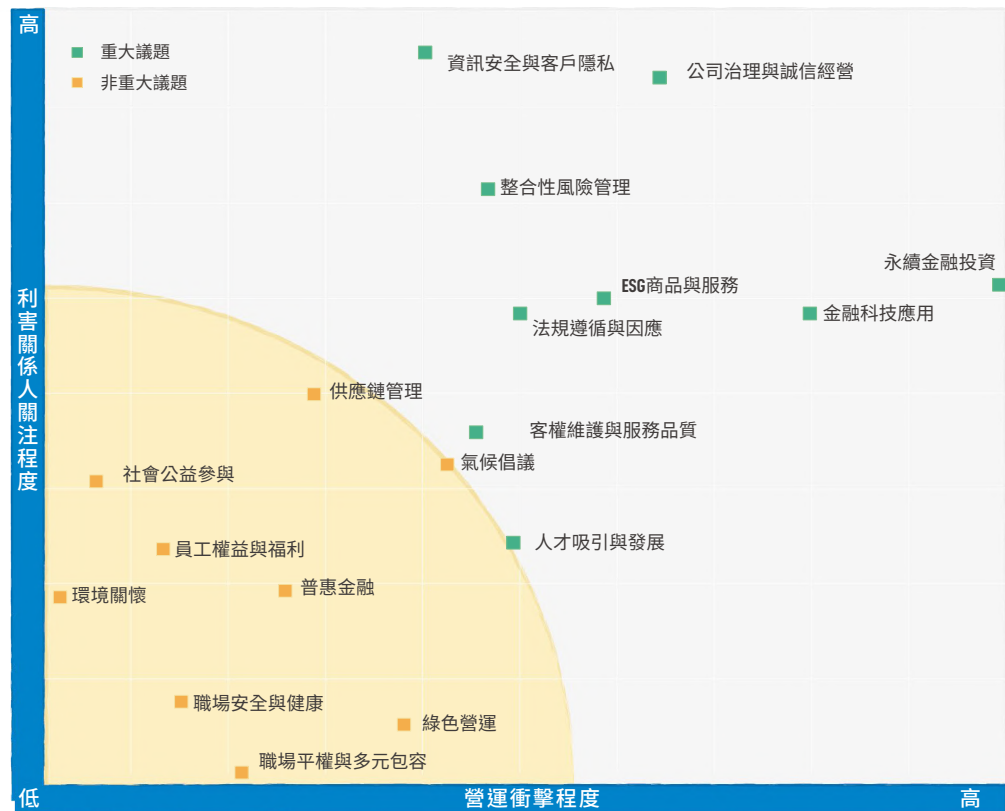 高
重大議題
非重大議題
資訊安全與客戶隱私
公司治理與誠信經營
整合性風險管理
永續金融投資
ESG商品與服務
金融科技應用
法規遵循與因應
利害關係人關注程度
供應鏈管理
客權維護與服務品質
氣候倡議
社會公益參與
人才吸引與發展
員工權益與福利
普惠金融
環境關懷
職場安全與健康
綠色營運
職場平權與多元包容
低
營運衝擊程度
高